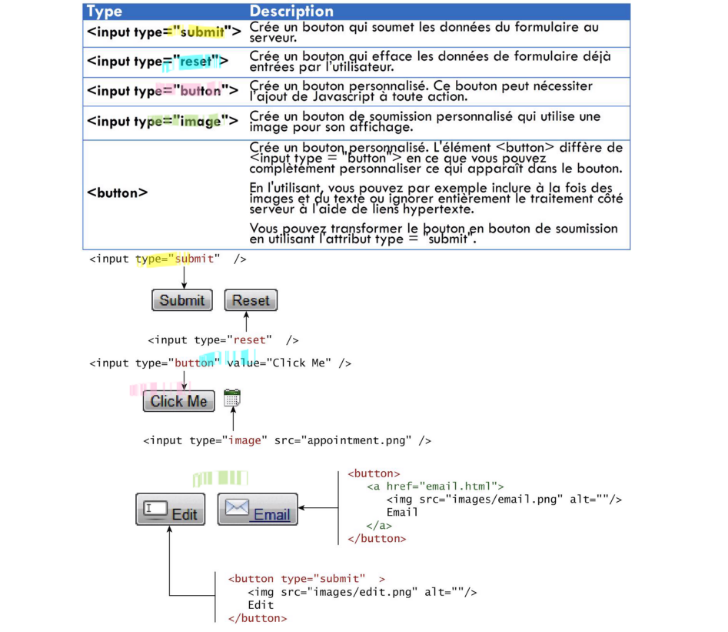 Type Description
<input type="submit"> Crée un bouton qui soumet les données du formulaire au
serveur.
<input type="reset"> Crée un bouton qui efface les données de formulaire déjà
entrées par l'utilisateur.
<input type="button"> Crée un bouton personnalisé. Ce bouton peut nécessiter
l'ajout de Javascript à toute action.
<input type="image"> Crée un bouton de soumission personnalisé qui utilise une
image pour son affichage.
<button> Crée un bouton personalisé. L'élément <button> diffère de
<input type = "button"> en ce que vous pouvez
complètement personnaliser ce qui apparaît dans le bouton.
En l'utilisant, vous pouvez par exemple inclure à la fois des
images et du texte ou ignorer entièrement le traitement côté
serveur à l'aide de liens hypertexte.
Vous pouvez transformer le bouton en bouton de soumission
en utilisant l'attribut type = "submit".
<input type="submit" />
Submit Reset
<input type="reset" />
<input type="button" value="Click Me" />
Click Me
<input type="image" src="appointment.png" />
<button>
<a href="email.html">
<img src="images/email.png" alt=""/>
Email
</a>
</button>
Edit Email
<button type="submit" >
<img src="images/edit.png" alt=""/>
Edit
</button>